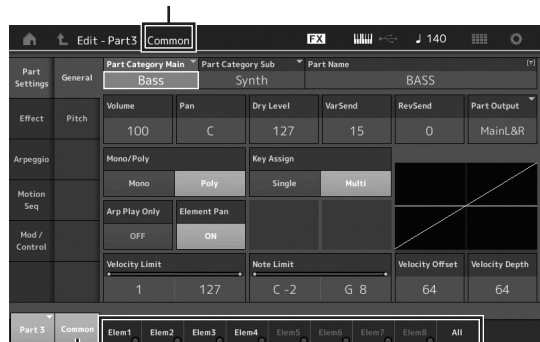 Edit - Part3 Common FX 140
Part Category Main Part Category Sub Part Name [T]
Bass Synth BASS
Part Settings General
Volume Pan Dry Level VarSend RevSend Part Output
100 C 127 15 0 MainL&R
Effect Pitch
Arpeggio
Mono/Poly Key Assign
Mono Poly Single Multi
Motion Seq
Arp Play Only Element Pan
OFF ON
Mod / Control
Velocity Limit Note Limit Velocity Offset Velocity Depth
1 127 C -2 G 8 64 64
Part 3 Common Elem1 Elem2 Elem3 Elem4 Elem5 Elem6 Elem7 Elem8 All